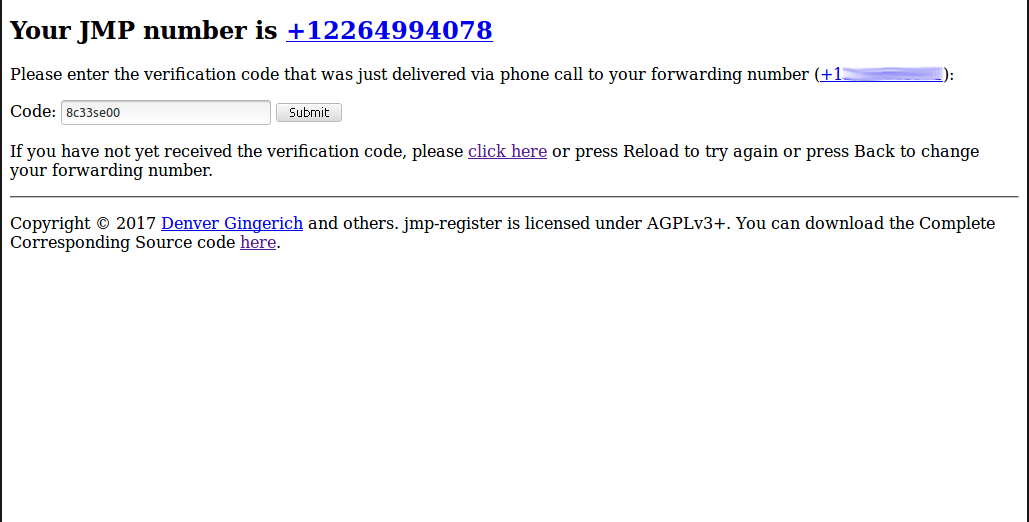 Your JMP number is +12264994078
Please enter the verification code that was just delivered via phone call to your forwarding number (+1):
Code: 8c33se00 Submit
If you have not yet received the verification code, please click here or press Reload to try again or press Back to change
your forwarding number.
Copyright © 2017 Denver Gingerich and others. jmp-register is licensed under AGPLv3+. You can download the Complete
Corresponding Source code here.